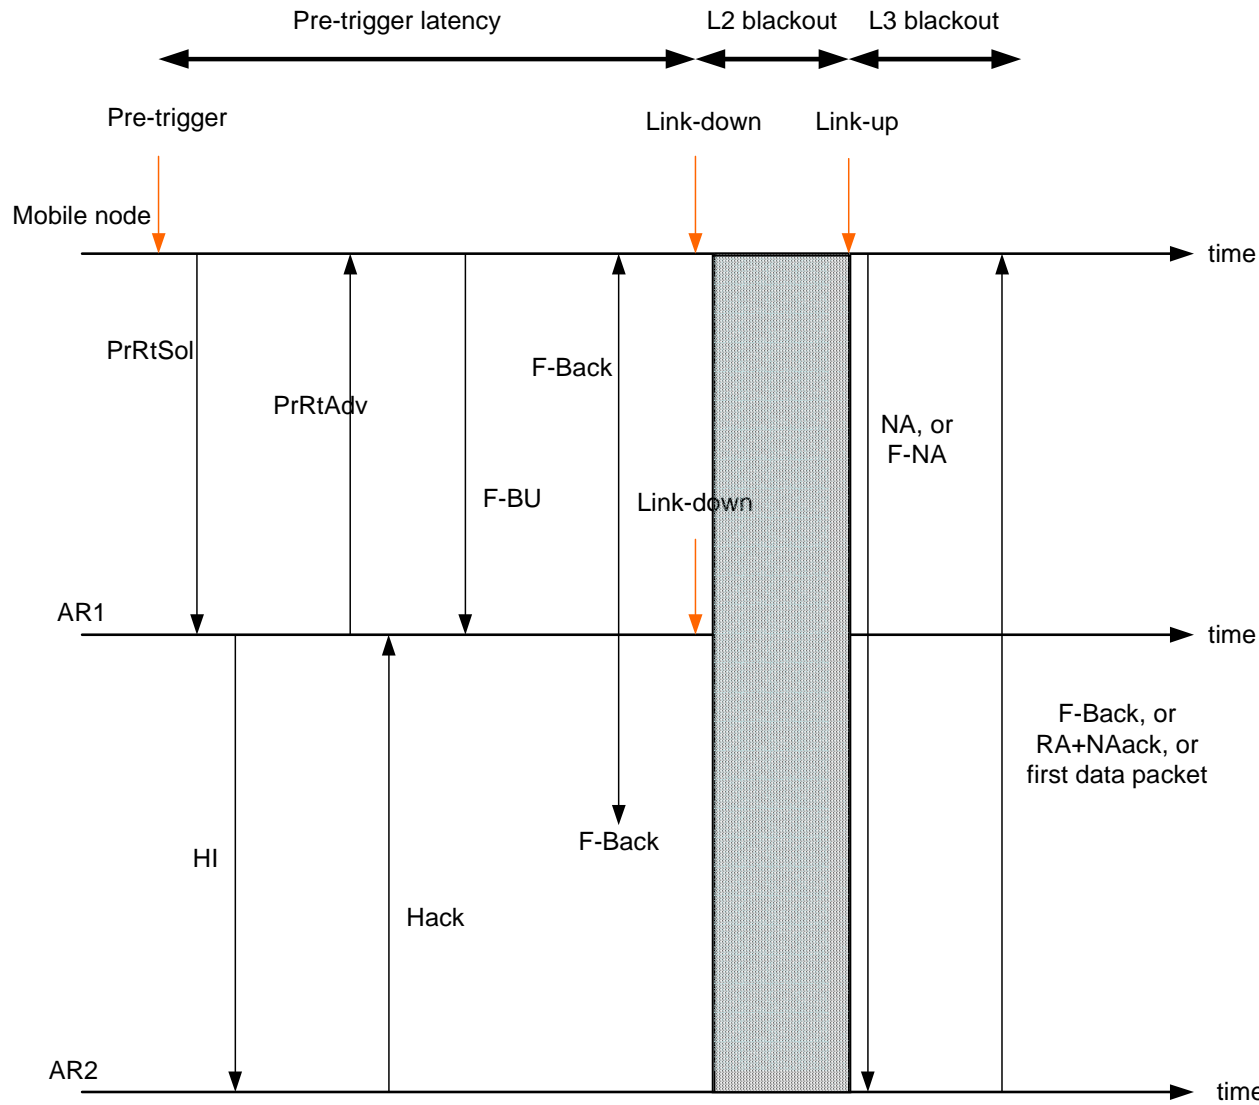 Pre-trigger latency
L2 blackout
L3 blackout
Pre-trigger
Link-down
Link-up
Mobile node
time
PrRtSol
F-Back
PrRtAdv
NA, or
F-NA
F-BU
Link-down
AR1
time
F-Back, or
RA+NAack, or
first data packet
F-Back
HI
Hack
AR2
time